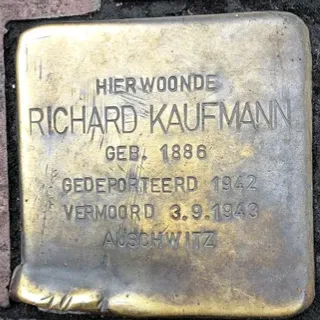 HIER WOONDE
RICHARD KAUFMANN
GEB. 1886
GEDEPORTEERD 1942
VERMOORD 3.9.1943
AUSCHWITZ